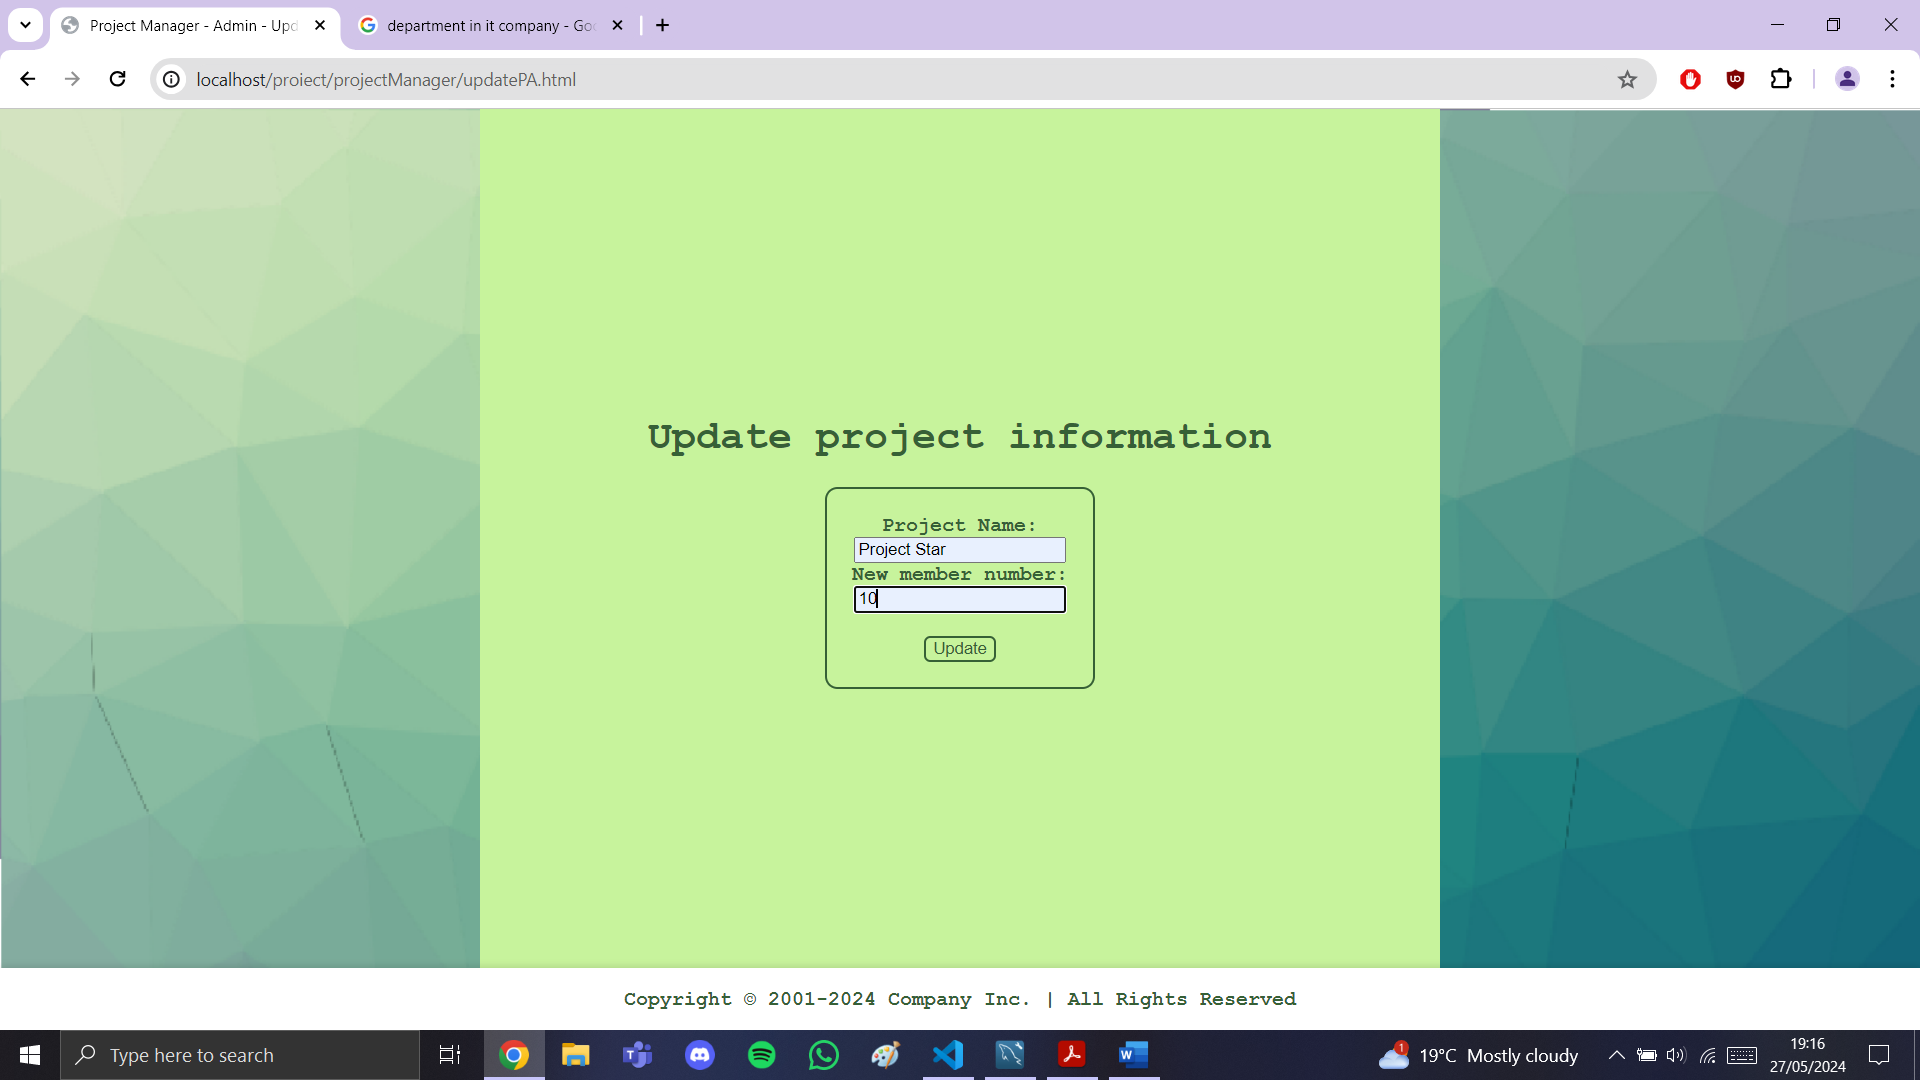 Project Manager - Admin - Upd
department in it company - Goo
localhost/proiect/projectManager/updatePA.html
Update project information
Project Name:
Project Star
New member number:
10
Update
Copyright © 2001-2024 Company Inc. | All Rights Reserved
Type here to search
1
19°C Mostly cloudy
19:16
27/05/2024